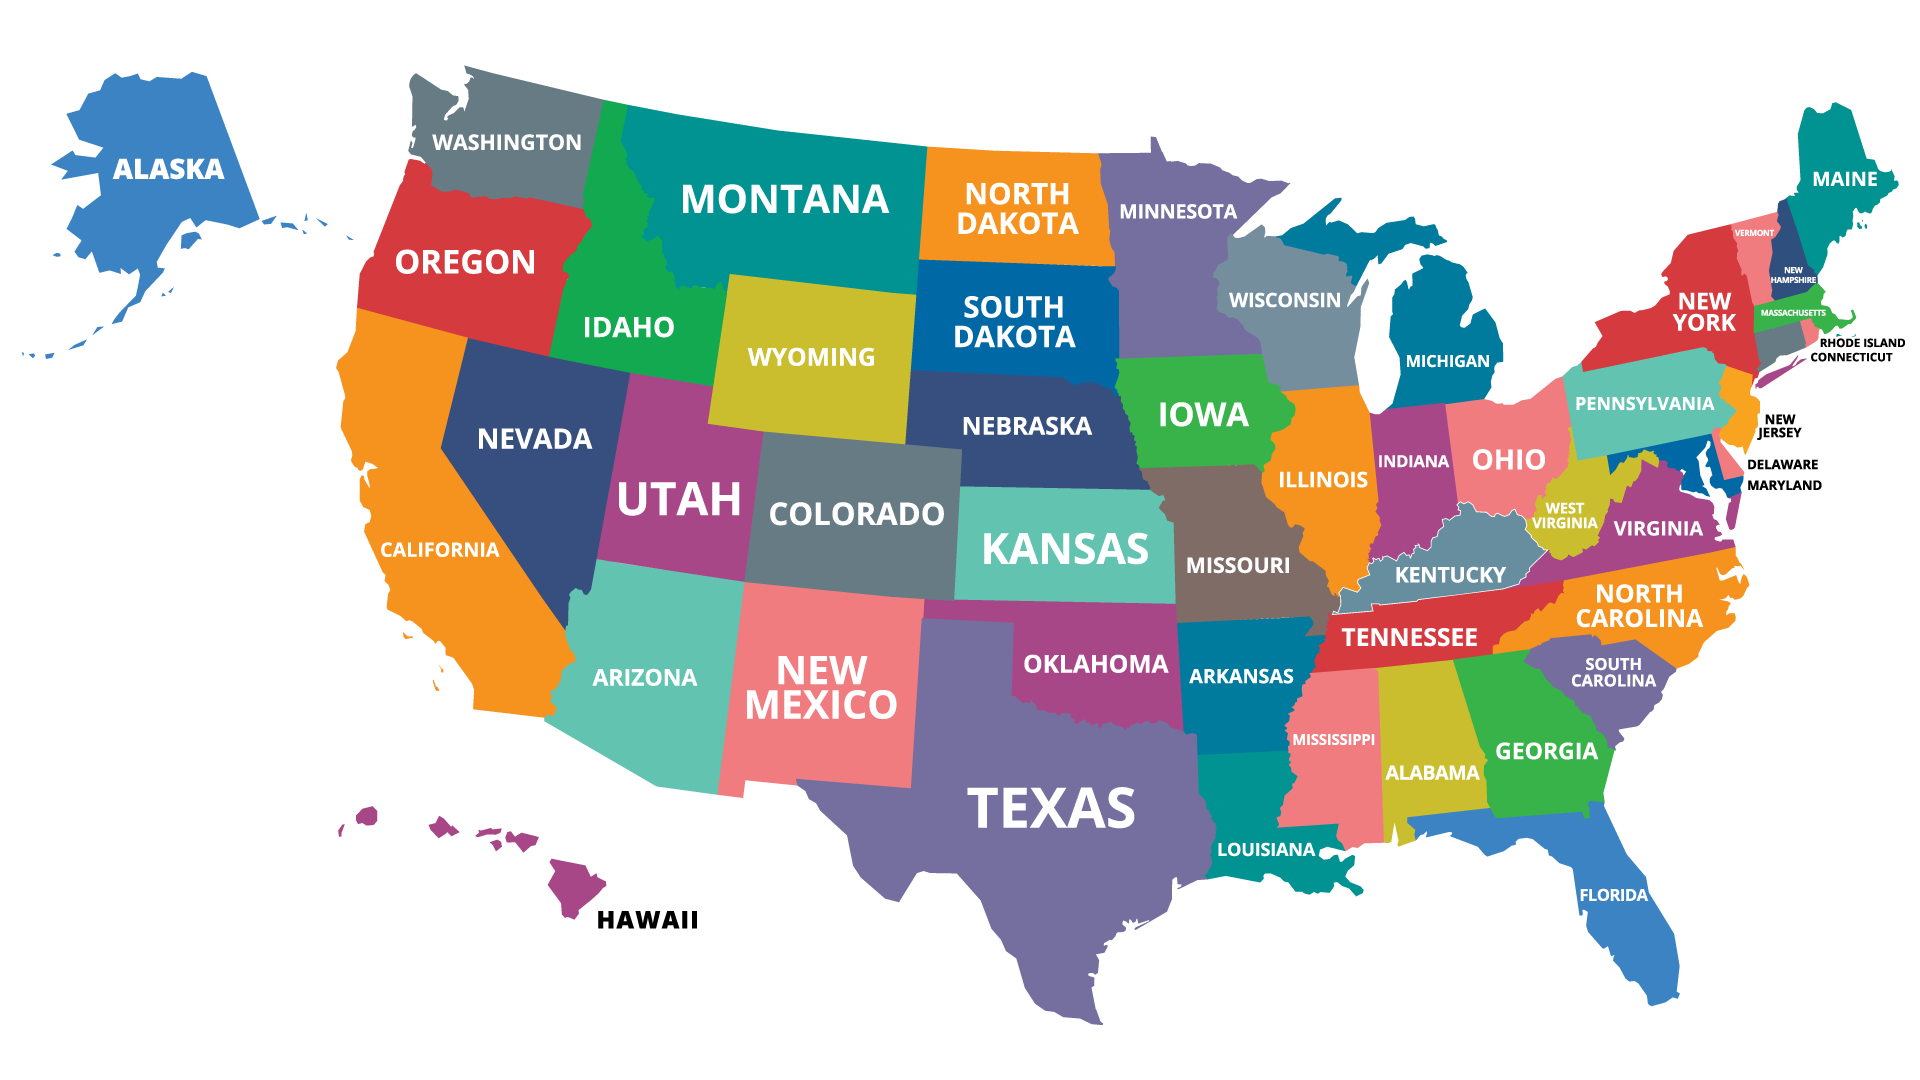 ALASKA
WASHINGTON
MONTANA
NORTH
DAKOTA
MINNESOTA
MAINE
OREGON
IDAHO
WYOMING
SOUTH
DAKOTA
WISCONSIN
MICHIGAN
VERMONT
NEW
HAMPSHIRE
NEW
YORK
MASSACHUSETTS
RHODE ISLAND
CONNECTICUT
NEVADA
UTAH
COLORADO
NEBRASKA
IOWA
ILLINOIS
INDIANA
OHIO
PENNSYLVANIA
NEW
JERSEY
DELAWARE
MARYLAND
CALIFORNIA
KANSAS
MISSOURI
KENTUCKY
WEST
VIRGINIA
VIRGINIA
ARIZONA
NEW
MEXICO
OKLAHOMA
ARKANSAS
TENNESSEE
NORTH
CAROLINA
SOUTH
CAROLINA
TEXAS
LOUISIANA
MISSISSIPPI
ALABAMA
GEORGIA
FLORIDA
HAWAII